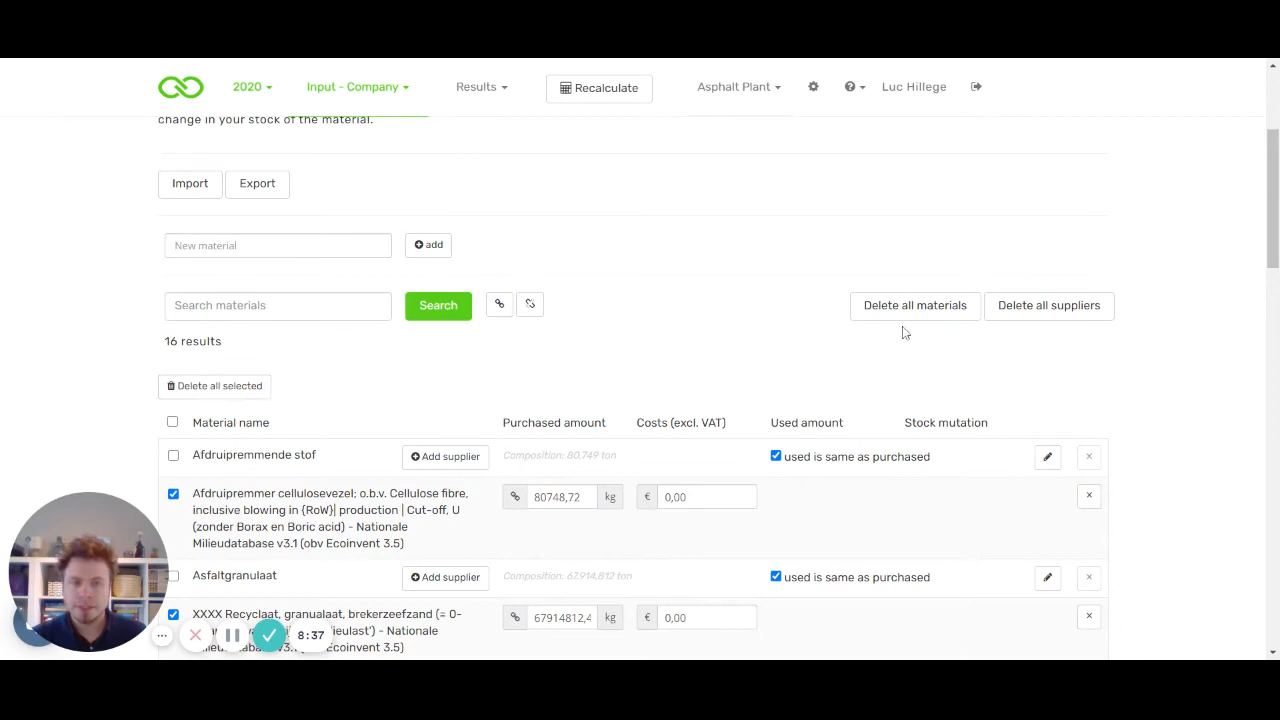 2020
Input - Company
Results
Recalculate
Asphalt Plant
Luc Hillege
change in your stock of the material.
Import
Export
New material
add
Search materials
Search
Delete all materials
Delete all suppliers
16 results
Delete all selected
Material name
Purchased amount
Costs (excl. VAT)
Used amount
Stock mutation
Afdruipremmende stof
Add supplier
Composition: 80,749 ton
used is same as purchased
Afdruipremmer cellulosevezel; o.b.v. Cellulose fibre,
inclusive blowing in {RoW}| production | Cut-off, U
(zonder Borax en Boric acid) - Nationale
Milieudatabase v3.1 (obv Ecoinvent 3.5)
80748,72
kg
€
0,00
Asfaltgranulaat
Add supplier
Composition: 67.914,812 ton
used is same as purchased
XXXX Recyclaat, granualaat, brekerzeefzand (= 0-
- Nationale
v3.1 (obv Ecoinvent 3.5)
67914812,4
kg
€
0,00
8:37